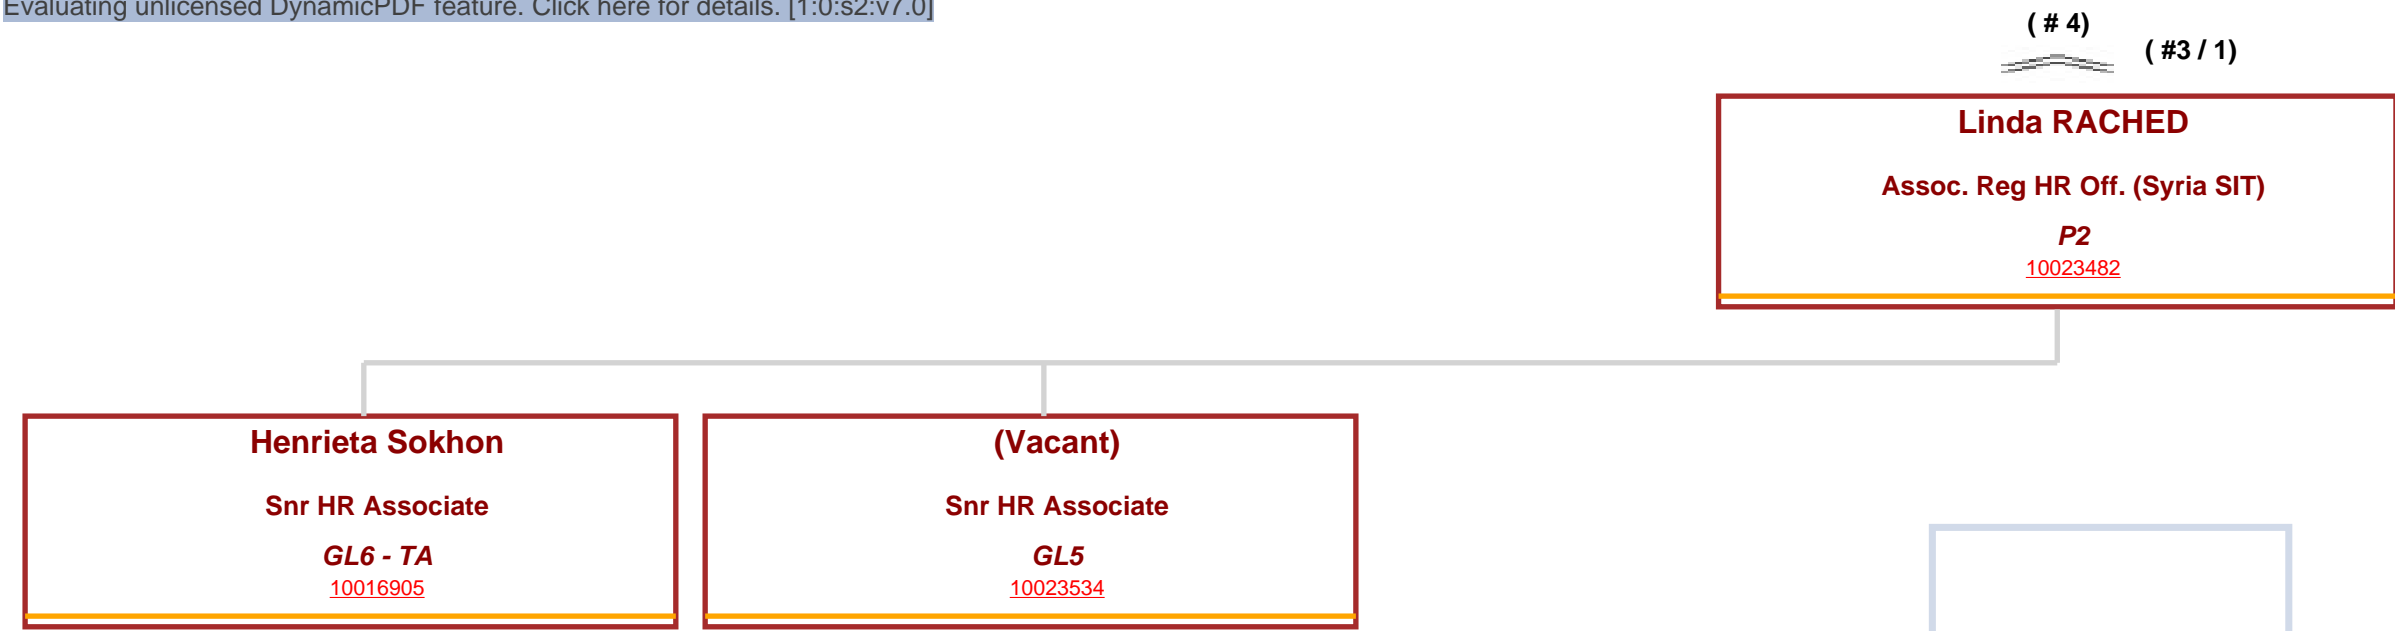 Evaluating unlicensed DynamicPDF feature. Click here for details. [1:0:s2:v7.0]
( # 4)
( #3 / 1)
Linda RACHED
Assoc. Reg HR Off. (Syria SIT)
P2
10023482
Henrieta Sokhon
Snr HR Associate
GL6 - TA
10016905
(Vacant)
Snr HR Associate
GL5
10023534